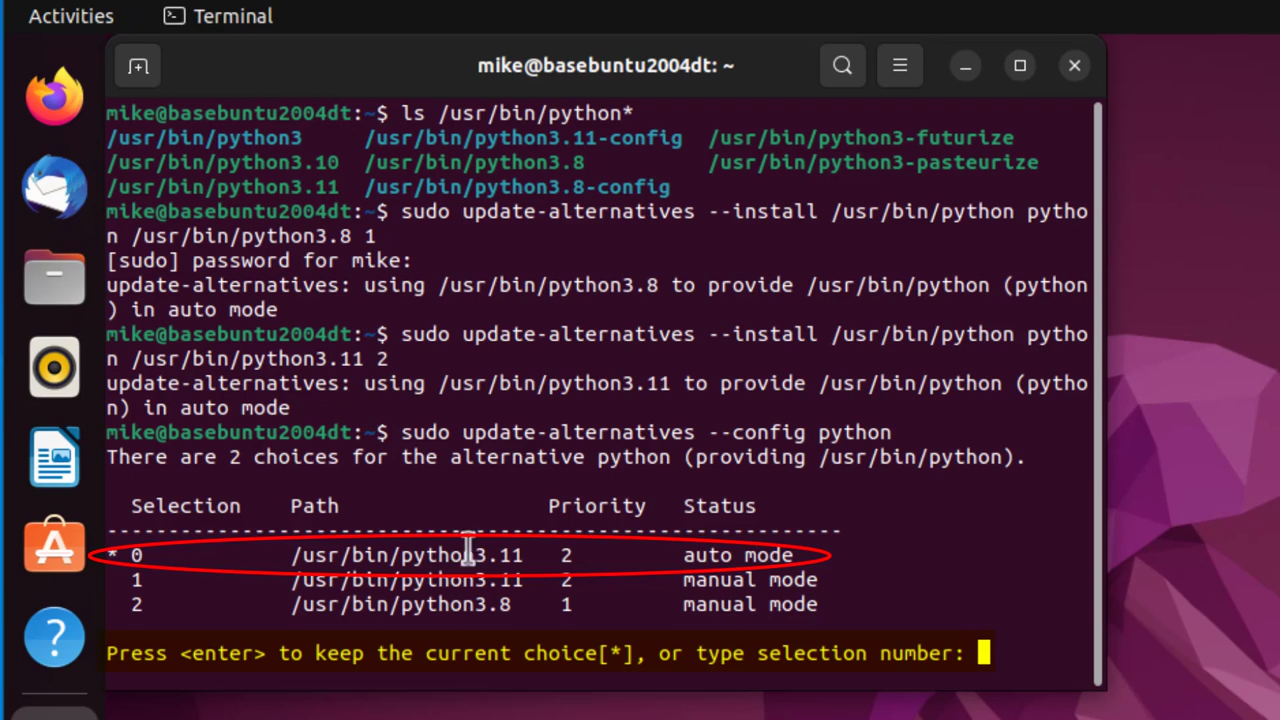 Activities Terminal
mike@basebuntu2004dt: ~
mike@basebuntu2004dt:~$ ls /usr/bin/python*
/usr/bin/python3 /usr/bin/python3.11-config /usr/bin/python3-futurize
/usr/bin/python3.10 /usr/bin/python3.8 /usr/bin/python3-pasteurize
/usr/bin/python3.11 /usr/bin/python3.8-config
mike@basebuntu2004dt:~$ sudo update-alternatives --install /usr/bin/python pytho
n /usr/bin/python3.8 1
[sudo] password for mike:
update-alternatives: using /usr/bin/python3.8 to provide /usr/bin/python (python
) in auto mode
mike@basebuntu2004dt:~$ sudo update-alternatives --install /usr/bin/python pytho
n /usr/bin/python3.11 2
update-alternatives: using /usr/bin/python3.11 to provide /usr/bin/python (pytho
n) in auto mode
mike@basebuntu2004dt:~$ sudo update-alternatives --config python
There are 2 choices for the alternative python (providing /usr/bin/python).
Selection Path Priority Status
------------------------------------------------------------
* 0 /usr/bin/python3.11 2 auto mode
1 /usr/bin/python3.11 2 manual mode
2 /usr/bin/python3.8 1 manual mode
Press <enter> to keep the current choice[*], or type selection number: